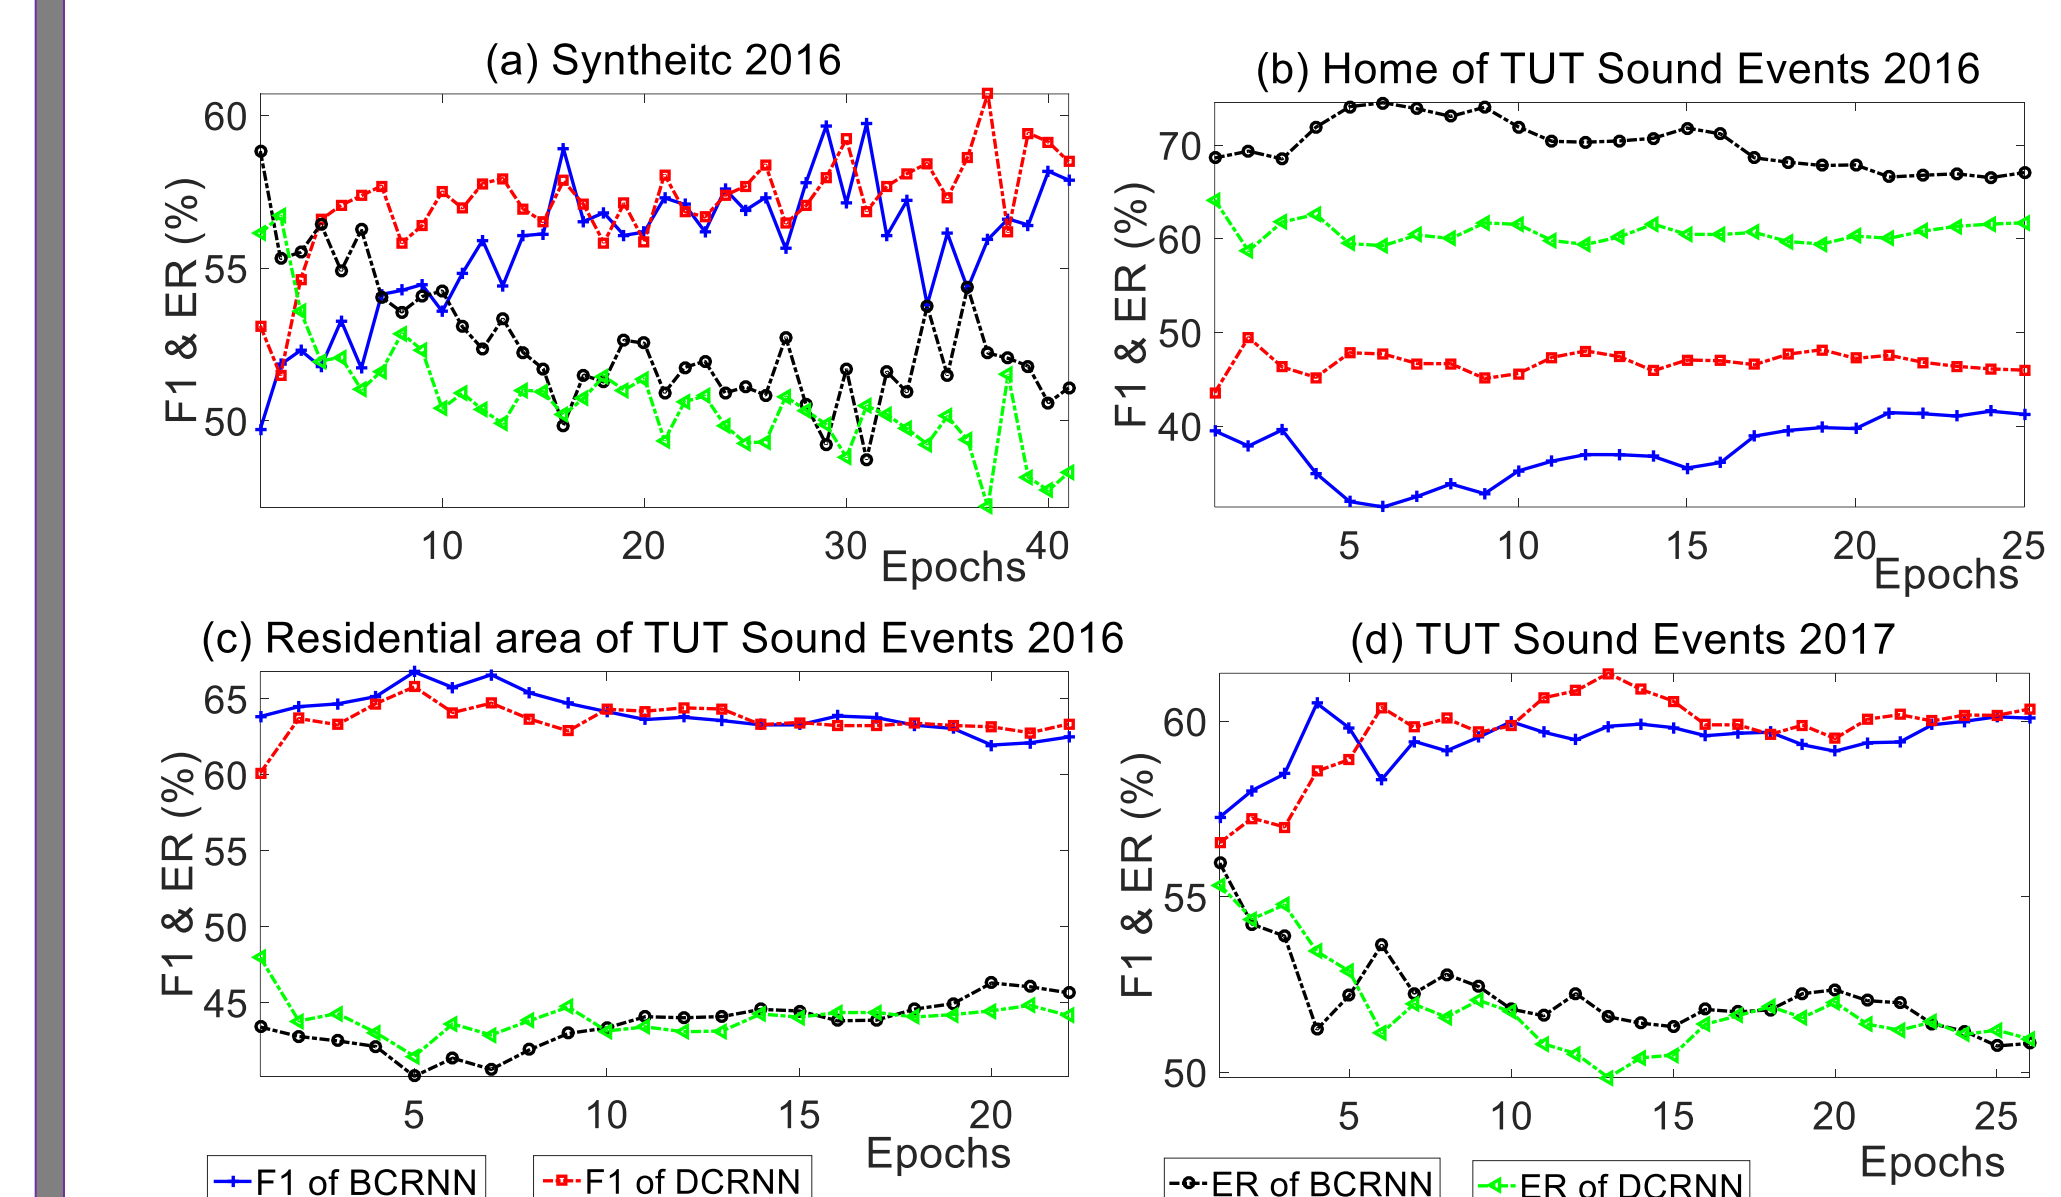 (a) Syntheitc 2016
F1 & ER (%)
60
55
50
10 20 30 40
Epochs
(b) Home of TUT Sound Events 2016
F1 & ER (%)
70
60
50
40
5 10 15 20 25
Epochs
(c) Residential area of TUT Sound Events 2016
F1 & ER (%)
65
60
55
50
45
5 10 15 20
Epochs
(d) TUT Sound Events 2017
F1 & ER (%)
60
55
50
5 10 15 20 25
Epochs
F1 of BCRNN
F1 of DCRNN
ER of BCRNN
ER of DCRNN